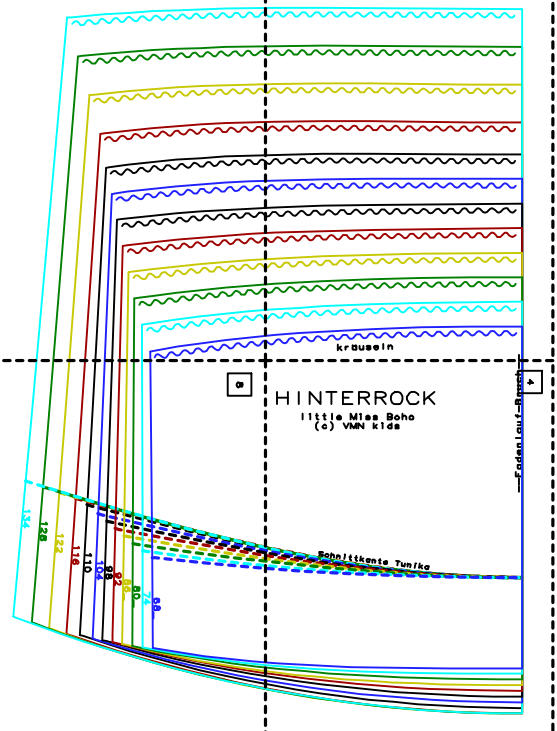 kräuseln
8
4
HINTERROCK
little Miss Boho
(c) VMN kids
Fadenlauf-Bruch
Schnittkante Tunika
134
128
122
116
110
104
98
92
86
80
74
68